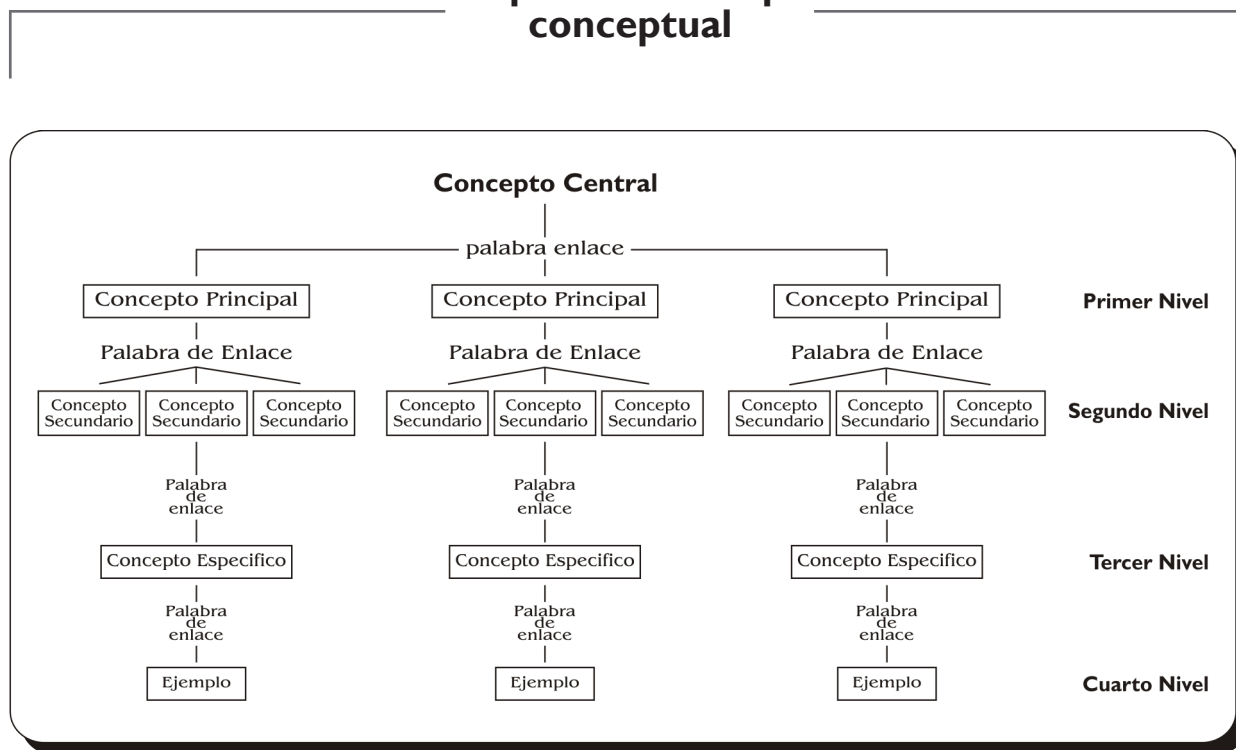 conceptual
Concepto Central
palabra enlace
Concepto Principal
Concepto Principal
Concepto Principal
Primer Nivel
Palabra de Enlace
Palabra de Enlace
Palabra de Enlace
Concepto
Secundario
Concepto
Secundario
Concepto
Secundario
Concepto
Secundario
Concepto
Secundario
Concepto
Secundario
Concepto
Secundario
Concepto
Secundario
Concepto
Secundario
Segundo Nivel
Palabra
de
enlace
Palabra
de
enlace
Palabra
de
enlace
Concepto Especifico
Concepto Especifico
Concepto Especifico
Tercer Nivel
Palabra
de
enlace
Palabra
de
enlace
Palabra
de
enlace
Ejemplo
Ejemplo
Ejemplo
Cuarto Nivel